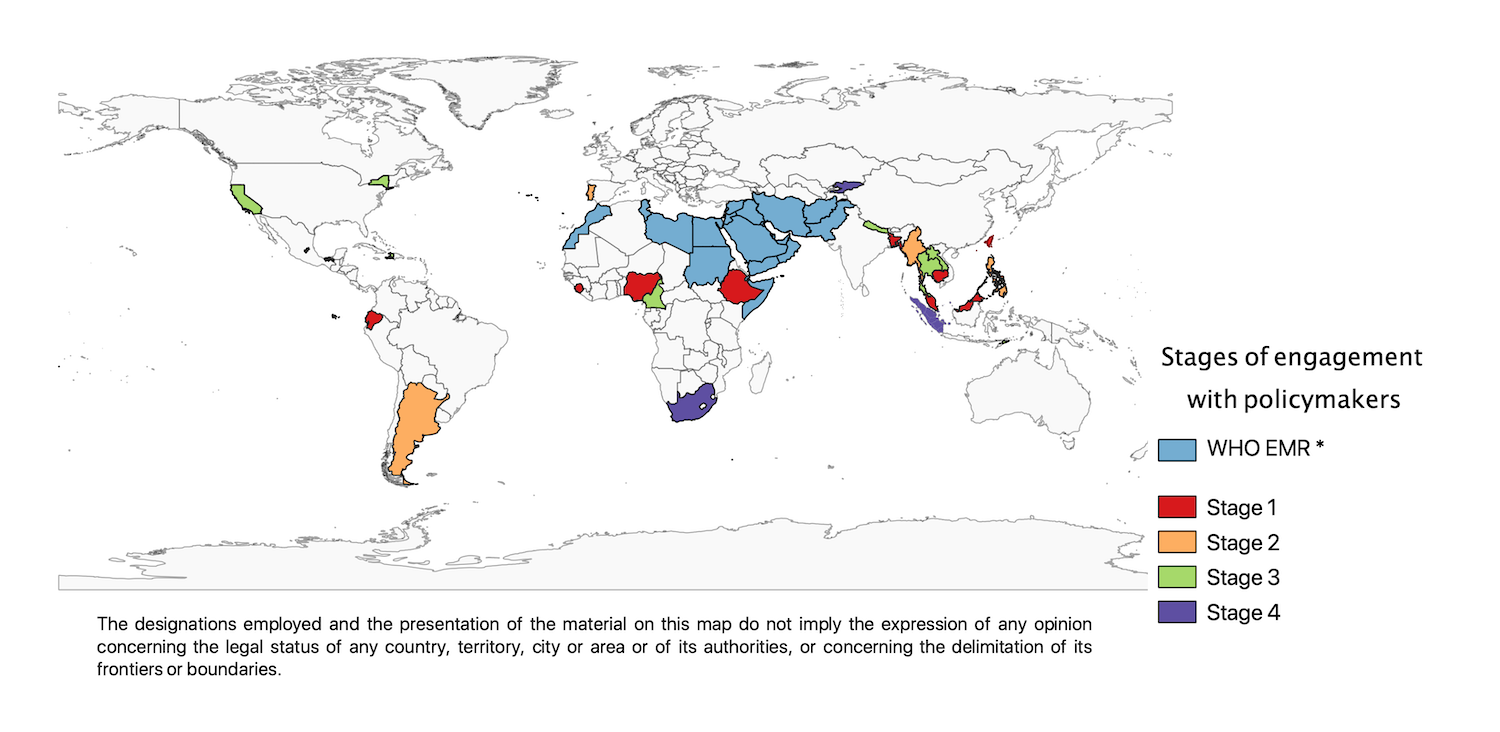 Stages of engagement
with policymakers
WHO EMR *
Stage 1
Stage 2
Stage 3
Stage 4
The designations employed and the presentation of the material on this map do not imply the expression of any opinion
concerning the legal status of any country, territory, city or area or of its authorities, or concerning the delimitation of its
frontiers or boundaries.